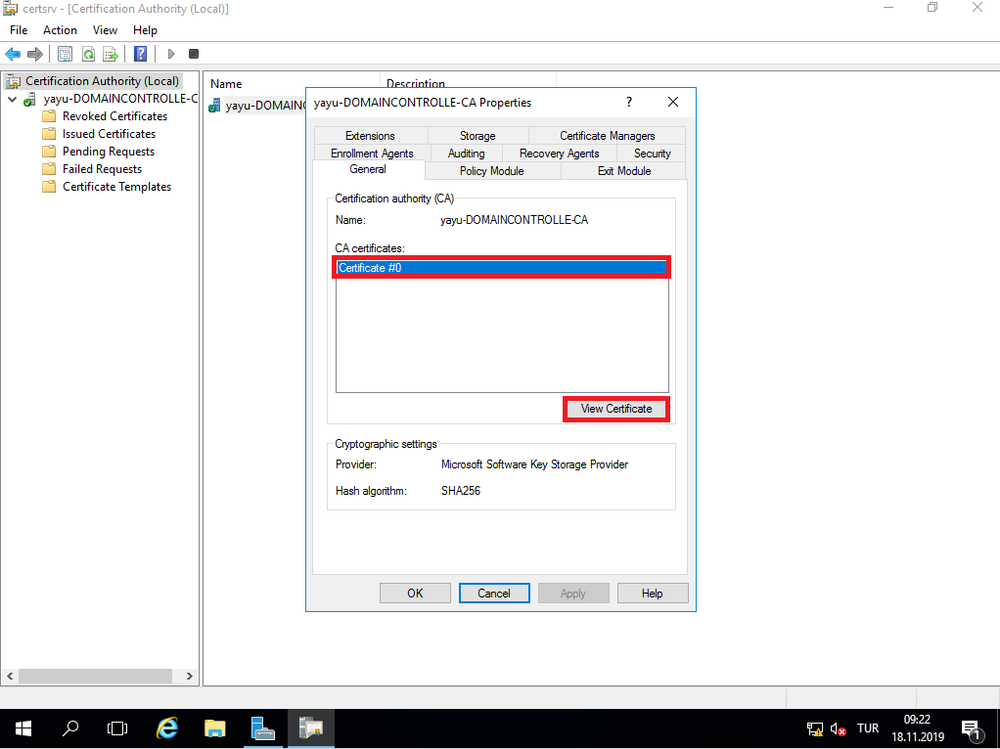 certsrv - [Certification Authority (Local)]
File Action View Help
Certification Authority (Local)
yayu-DOMAINCONTROLLE-C
Revoked Certificates
Issued Certificates
Pending Requests
Failed Requests
Certificate Templates
Name Description
yayu-DOMAINC
yayu-DOMAINCONTROLLE-CA Properties ?
Extensions Storage Certificate Managers
Enrollment Agents Auditing Recovery Agents Security
General Policy Module Exit Module
Certification authority (CA)
Name: yayu-DOMAINCONTROLLE-CA
CA certificates:
Certificate #0
View Certificate
Cryptographic settings
Provider: Microsoft Software Key Storage Provider
Hash algorithm: SHA256
OK Cancel Apply Help
TUR
09:22
18.11.2019
1